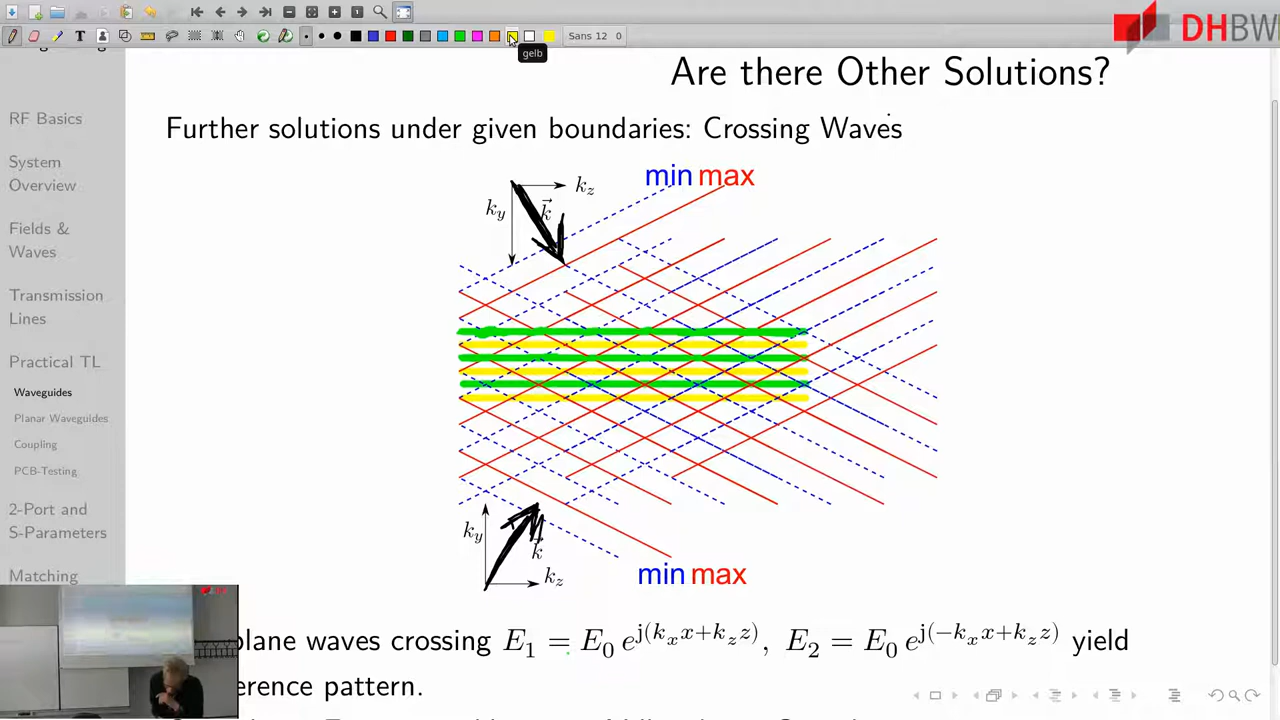 T
Sans 12 0
DHBW
gelb
Are there Other Solutions?
RF Basics
System
Overview
Fields &
Waves
Transmission
Lines
Practical TL
Waveguides
Planar Waveguides
Coupling
PCB-Testing
2-Port and
S-Parameters
Matching
Further solutions under given boundaries: Crossing Waves
min max
k_z
k_y
\vec{k}
k_y
\vec{k}
k_z
min max
plane waves crossing E_1 = E_0 e^{j(k_x x+k_z z)}, E_2 = E_0 e^{j(-k_x x+k_z z)} yield
erence pattern.